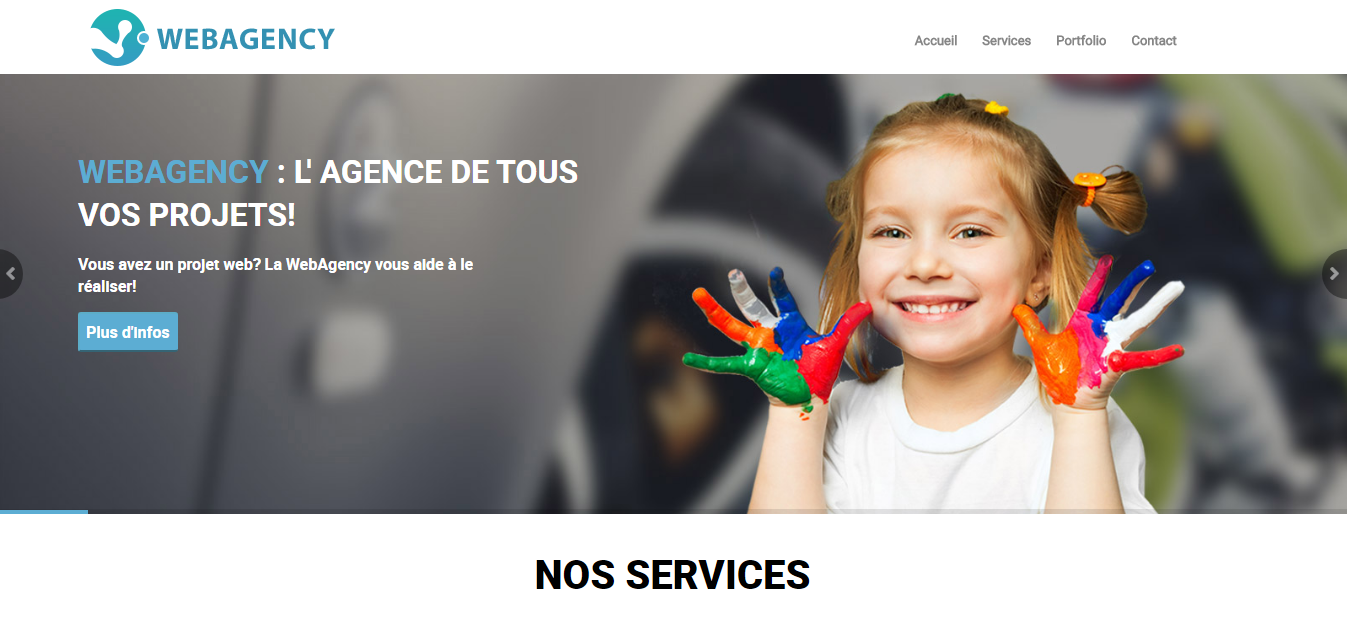 WEBAGENCY
Accueil Services Portfolio Contact
WEBAGENCY : L' AGENCE DE TOUS
VOS PROJETS!
Vous avez un projet web? La WebAgency vous aide à le
réaliser!
Plus d'infos
NOS SERVICES